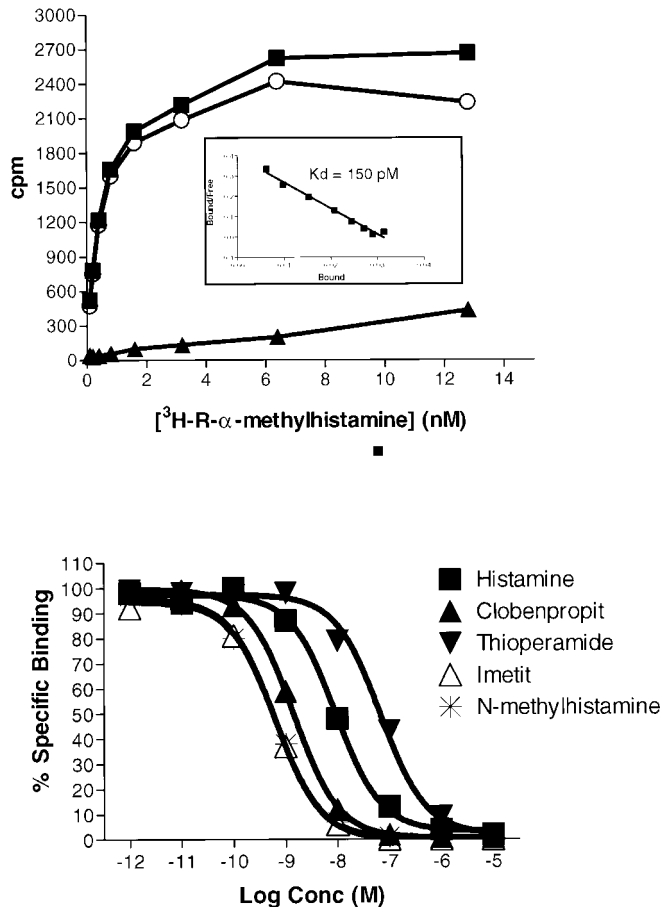 3000
2700
2400
2100
1800
1500
1200
900
600
300
0
cpm
Kd = 150 pM
Bound/Free
Bound
0 2 4 6 8 10 12 14
[³H-R-α-methylhistamine] (nM)
110
100
90
80
70
60
50
40
30
20
10
0
% Specific Binding
Histamine
Clobenpropit
Thioperamide
Imetit
N-methylhistamine
-12 -11 -10 -9 -8 -7 -6 -5
Log Conc (M)